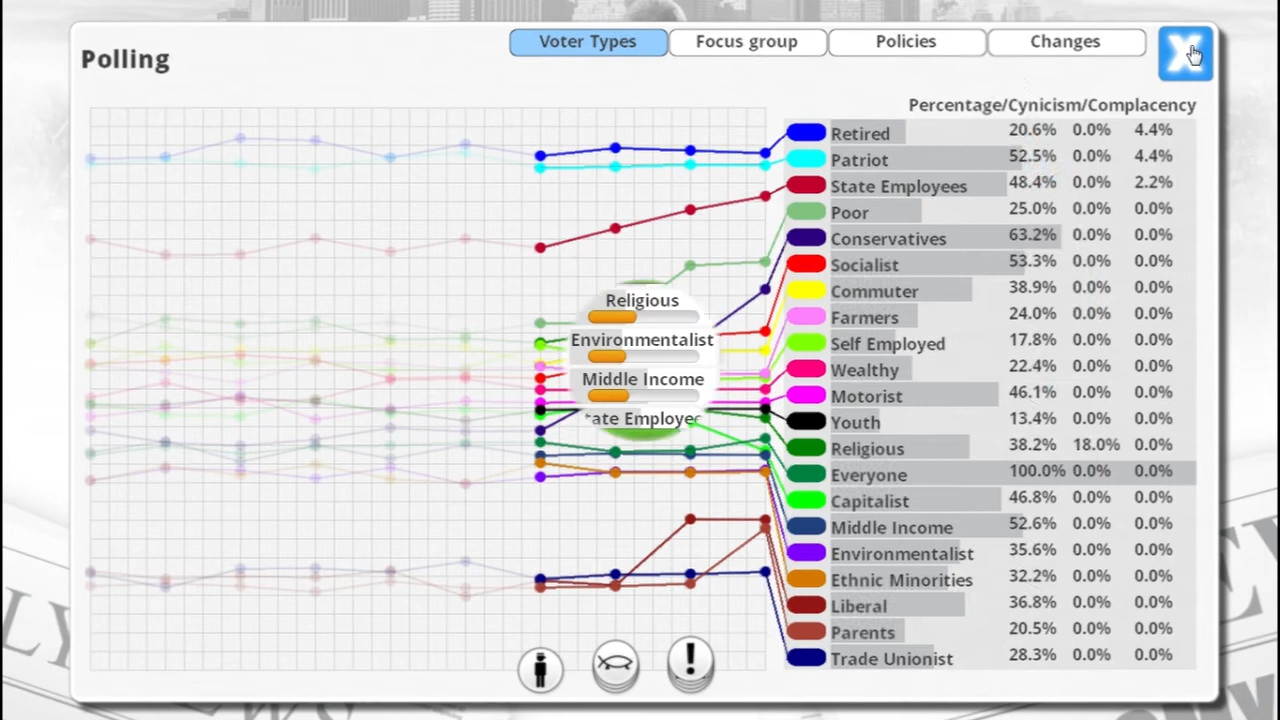 Polling
Voter Types Focus group Policies Changes X
Percentage/Cynicism/Complacency
Retired 20.6% 0.0% 4.4%
Patriot 52.5% 0.0% 4.4%
State Employees 48.4% 0.0% 2.2%
Poor 25.0% 0.0% 0.0%
Conservatives 63.2% 0.0% 0.0%
Socialist 53.3% 0.0% 0.0%
Commuter 38.9% 0.0% 0.0%
Farmers 24.0% 0.0% 0.0%
Self Employed 17.8% 0.0% 0.0%
Wealthy 22.4% 0.0% 0.0%
Motorist 46.1% 0.0% 0.0%
Youth 13.4% 0.0% 0.0%
Religious 38.2% 18.0% 0.0%
Everyone 100.0% 0.0% 0.0%
Capitalist 46.8% 0.0% 0.0%
Middle Income 52.6% 0.0% 0.0%
Environmentalist 35.6% 0.0% 0.0%
Ethnic Minorities 32.2% 0.0% 0.0%
Liberal 36.8% 0.0% 0.0%
Parents 20.5% 0.0% 0.0%
Trade Unionist 28.3% 0.0% 0.0%
Religious
Environmentalist
Middle Income
tate Employee
!